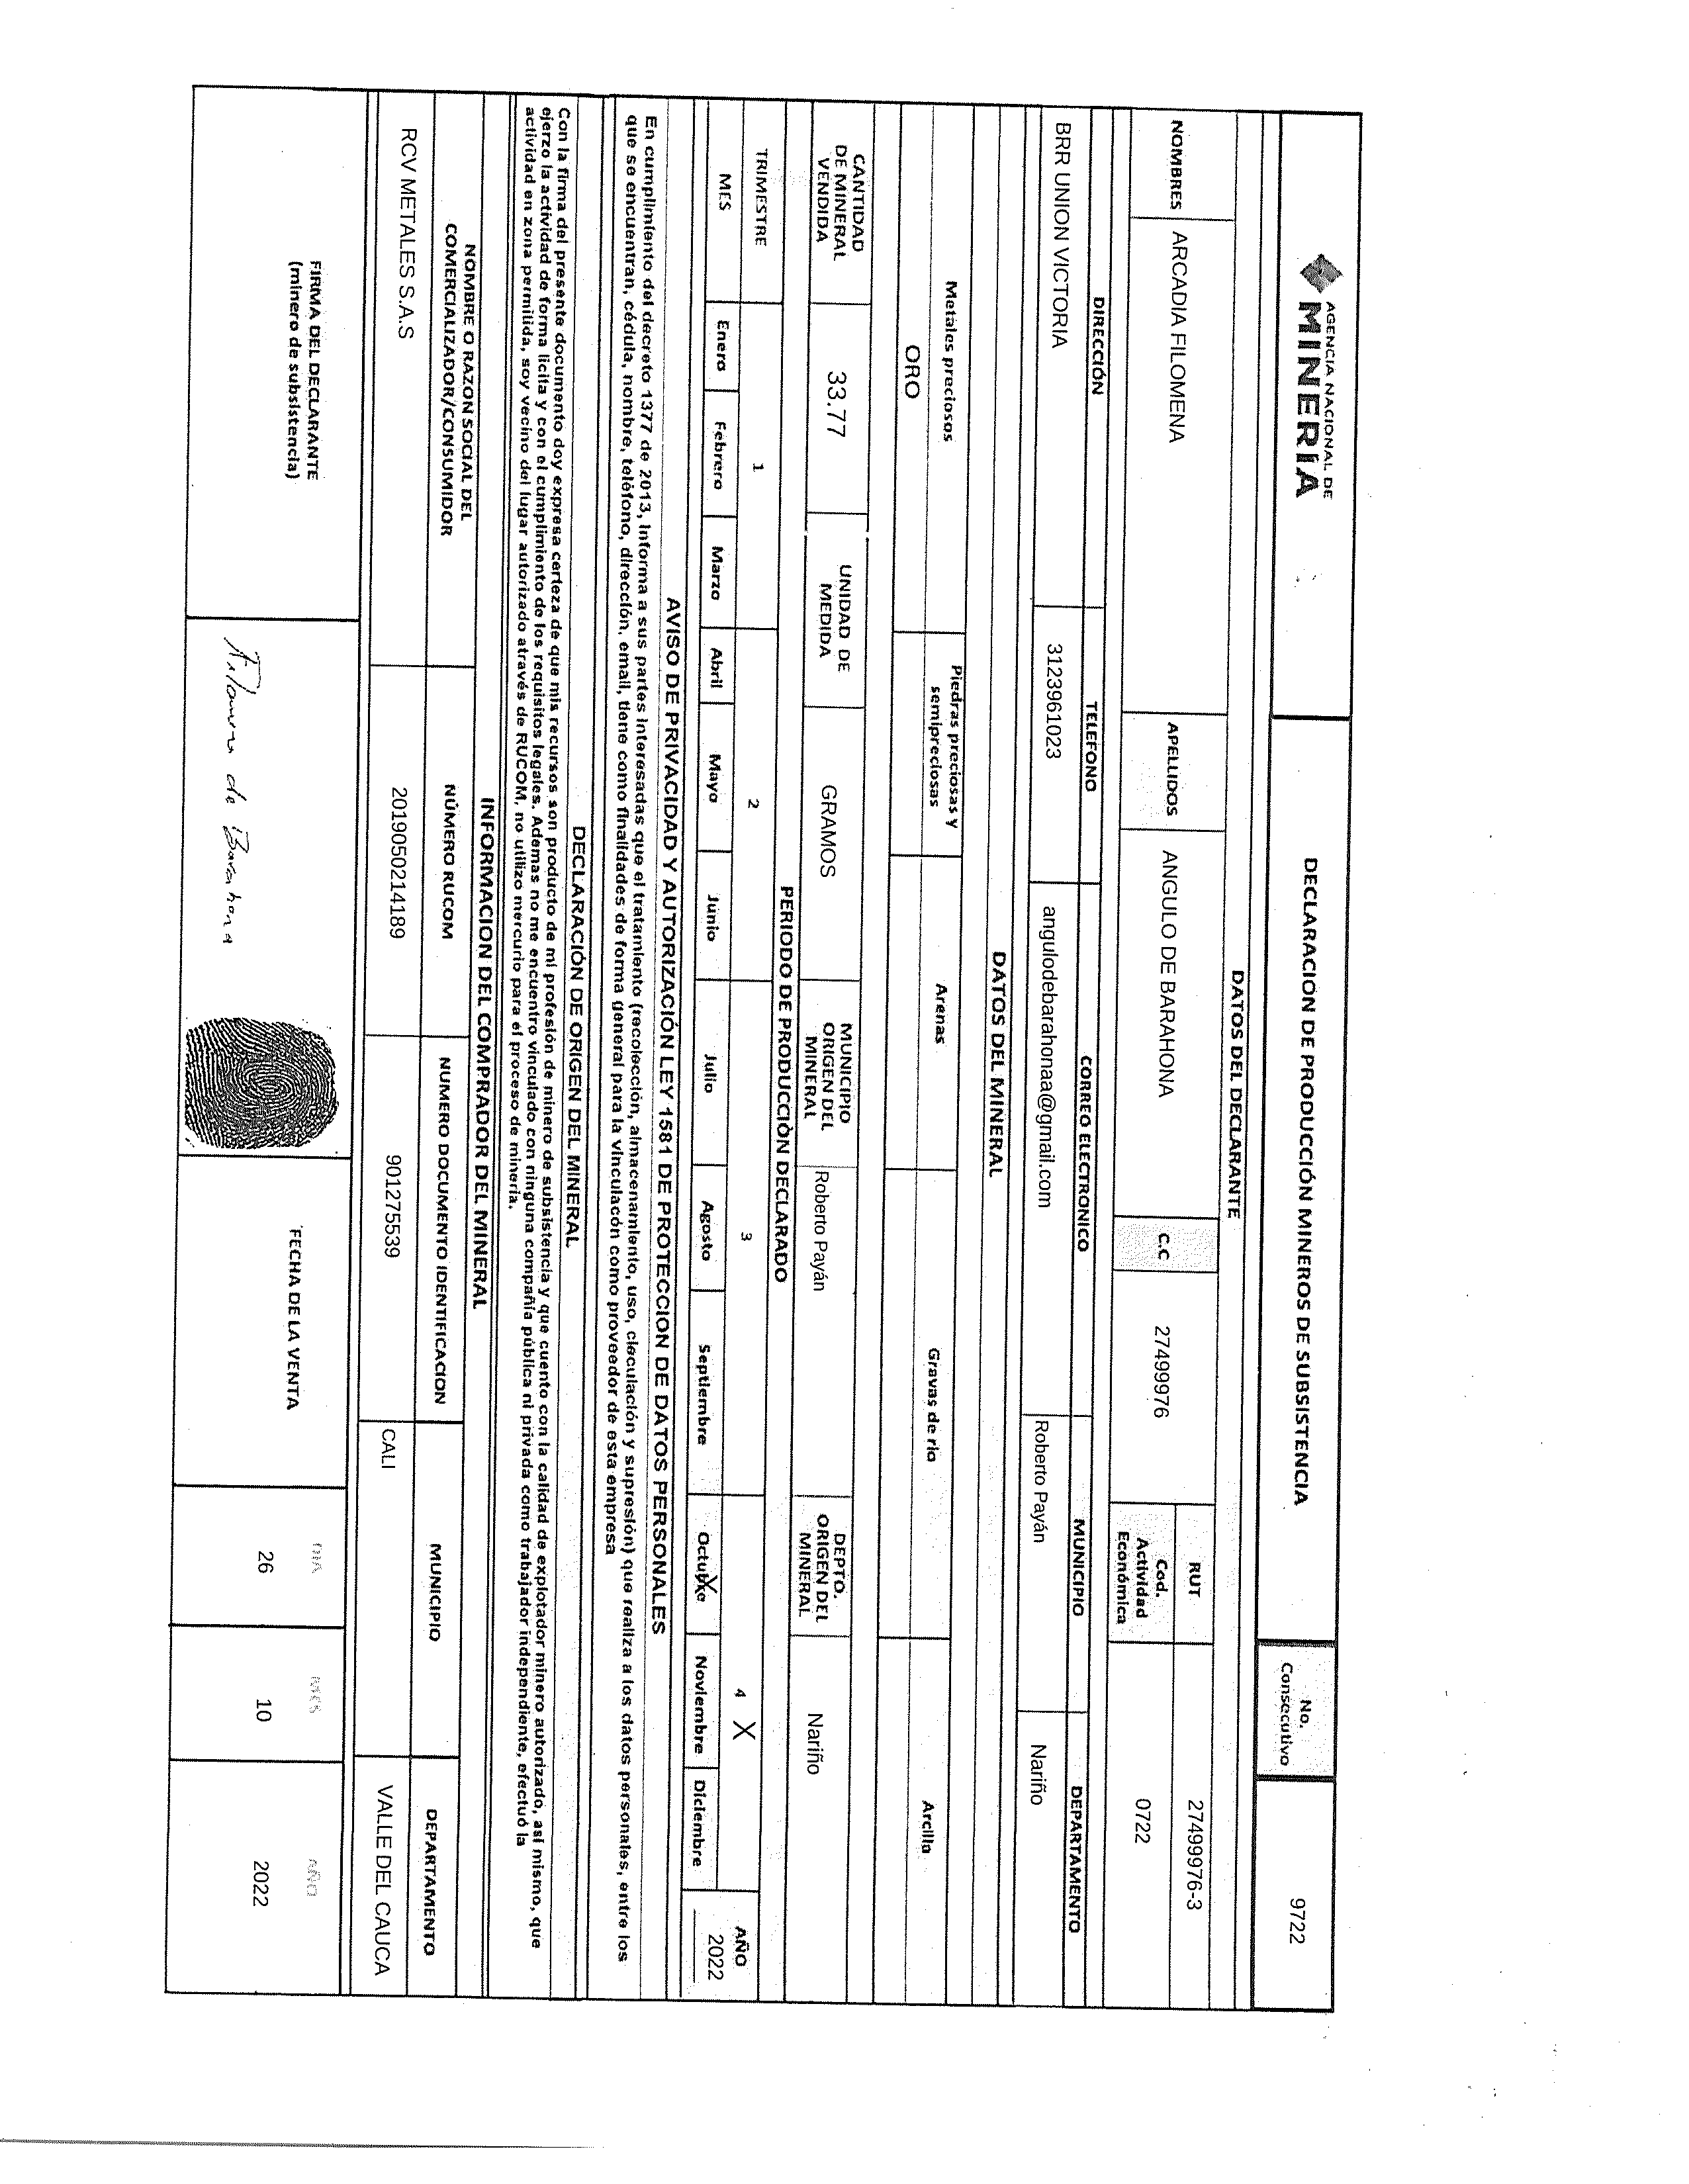 AGENCIA NACIONAL DE
MINERÍA
DECLARACIÓN DE PRODUCCIÓN MINEROS DE SUBSISTENCIA
No.
Consecutivo
9722
DATOS DEL DECLARANTE
NOMBRES
ARCADIA FILOMENA
APELLIDOS
ANGULO DE BARAHONA
C.C
27499976
RUT
27499976-3
Cod.
Actividad
Económica
0722
DIRECCIÓN
TELEFONO
CORREO ELECTRONICO
MUNICIPIO
DEPARTAMENTO
BRR UNION VICTORIA
3123961023
angulodebarahonaa@gmail.com
Roberto Payán
Nariño
DATOS DEL MINERAL
Metales preciosos
Piedras preciosas y
semipreciosas
Arenas
Gravas de rio
Arcilla
ORO
CANTIDAD
DE MINERAL
VENDIDA
33.77
UNIDAD DE
MEDIDA
GRAMOS
MUNICIPIO
ORIGEN DEL
MINERAL
Roberto Payán
DEPTO.
ORIGEN DEL
MINERAL
Nariño
PERIODO DE PRODUCCIÓN DECLARADO
TRIMESTRE
1
2
3
4 X
AÑO
2022
MES
Enero
Febrero
Marzo
Abril
Mayo
Junio
Julio
Agosto
Septiembre
Octubre X
Noviembre
Diciembre
AVISO DE PRIVACIDAD Y AUTORIZACIÓN LEY 1581 DE PROTECCION DE DATOS PERSONALES
En cumplimiento del decreto 1377 de 2013, informa a sus partes interesadas que el tratamiento (recolección, almacenamiento, uso, circulación y supresión) que realiza a los datos personales, entre los
que se encuentran, cédula, nombre, teléfono, dirección, email, tiene como finalidades de forma general para la vinculacón como proveedor de esta empresa
DECLARACIÓN DE ORIGEN DEL MINERAL
Con la firma del presente documento doy expresa certeza de que mis recursos son producto de mi profesión de minero de subsistencia y que cuento con la calidad de explotador minero autorizado, así mismo, que
ejerzo la actividad de forma licita y con el cumplimiento de los requisitos legales. Ademas no me encuentro vinculado con ninguna compañía pública ni privada como trabajador independiente, efectuó la
actividad en zona permitida, soy vecino del lugar autorizado através de RUCOM, no utilizo mercurio para el proceso de minería.
INFORMACION DEL COMPRADOR DEL MINERAL
NOMBRE O RAZON SOCIAL DEL
COMERCIALIZADOR/CONSUMIDOR
NÚMERO RUCOM
NUMERO DOCUMENTO IDENTIFICACION
MUNICIPIO
DEPARTAMENTO
RCV METALES S.A.S
2019050214189
901275539
CALI
VALLE DEL CAUCA
FIRMA DEL DECLARANTE
(minero de subsistencia)
Filomena de Barahona
FECHA DE LA VENTA
DIA
MES
AÑO
26
10
2022